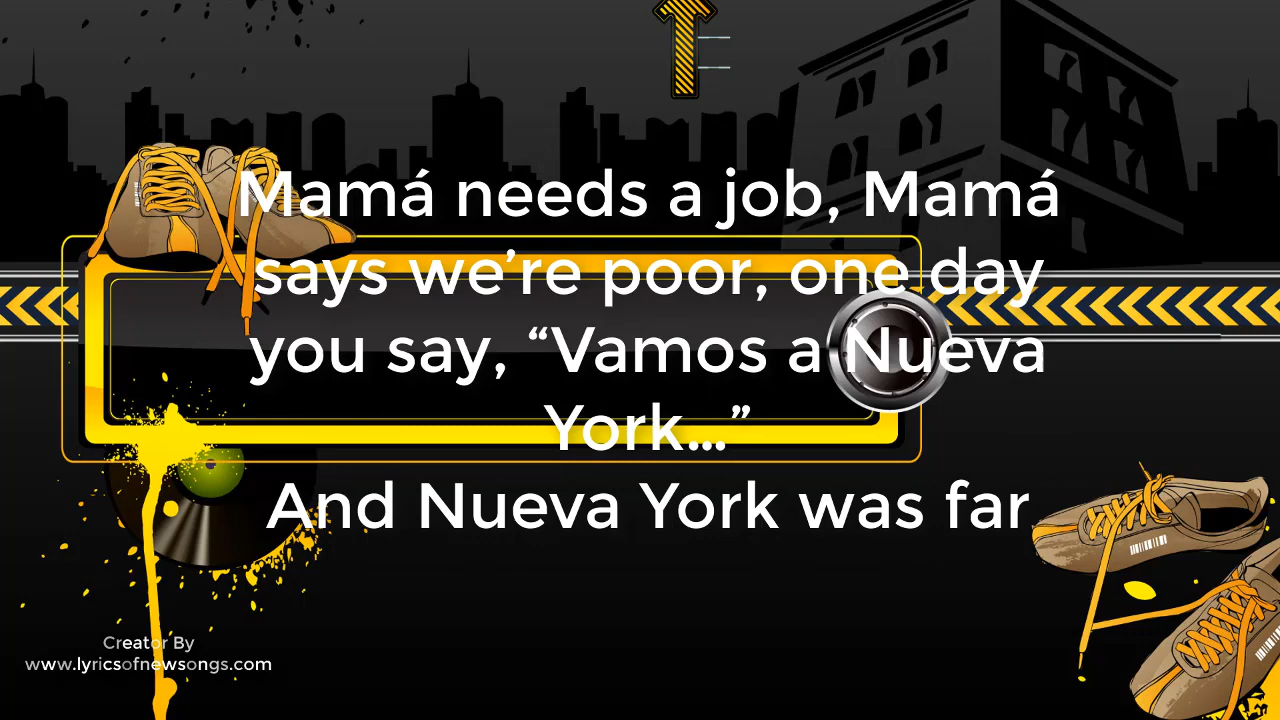 Mamá needs a job, Mamá
says we’re poor, one day
you say, “Vamos a Nueva
York…”
And Nueva York was far
Creator By
www.lyricsofnewsongs.com